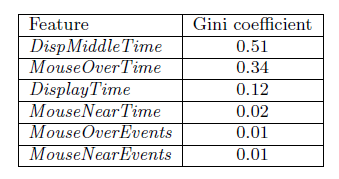 Feature Gini coefficient
DispMiddleTime 0.51
MouseOverTime 0.34
DisplayTime 0.12
MouseNearTime 0.02
MouseOverEvents 0.01
MouseNearEvents 0.01